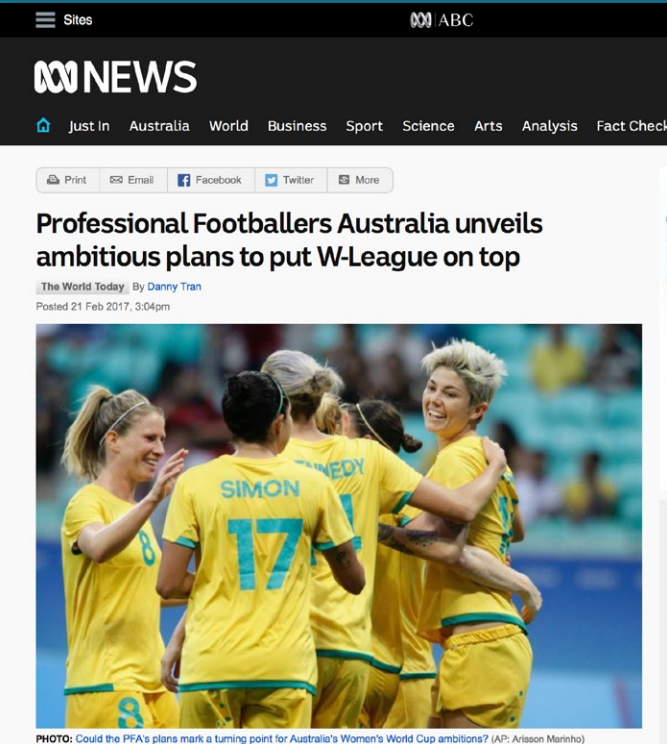 Sites
ABC
NEWS
Just In Australia World Business Sport Science Arts Analysis Fact Check
Print Email Facebook Twitter More
Professional Footballers Australia unveils
ambitious plans to put W-League on top
The World Today By Danny Tran
Posted 21 Feb 2017, 3:04pm
SIMON
17
8
8
PHOTO: Could the PFA's plans mark a turning point for Australia's Women's World Cup ambitions? (AP: Arisson Marinho)